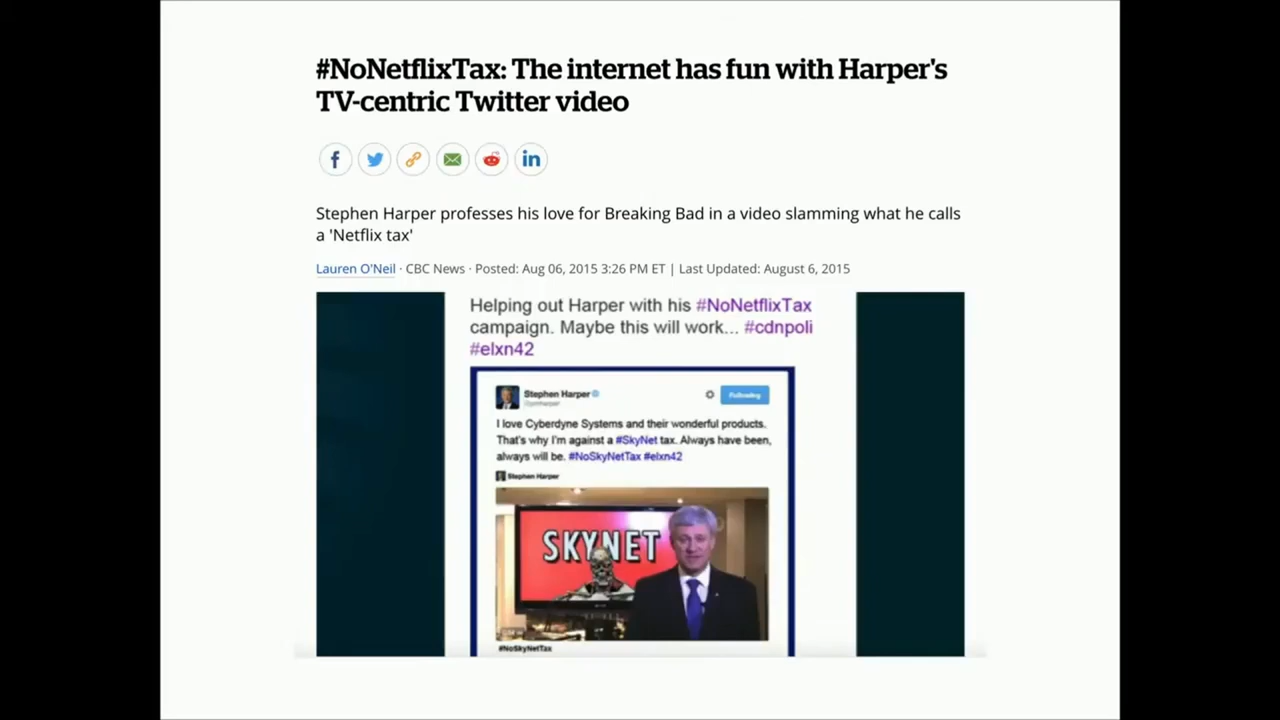 #NoNetflixTax: The internet has fun with Harper's
TV-centric Twitter video
Stephen Harper professes his love for Breaking Bad in a video slamming what he calls
a 'Netflix tax'
Lauren O'Neil · CBC News · Posted: Aug 06, 2015 3:26 PM ET | Last Updated: August 6, 2015
Helping out Harper with his #NoNetflixTax
campaign. Maybe this will work... #cdnpoli
#elxn42
Stephen Harper
Following
I love Cyberdyne Systems and their wonderful products.
That's why I'm against a #SkyNet tax. Always have been,
always will be. #NoSkyNetTax #elxn42
Stephen Harper
SKYNET
#NoSkyNetTax